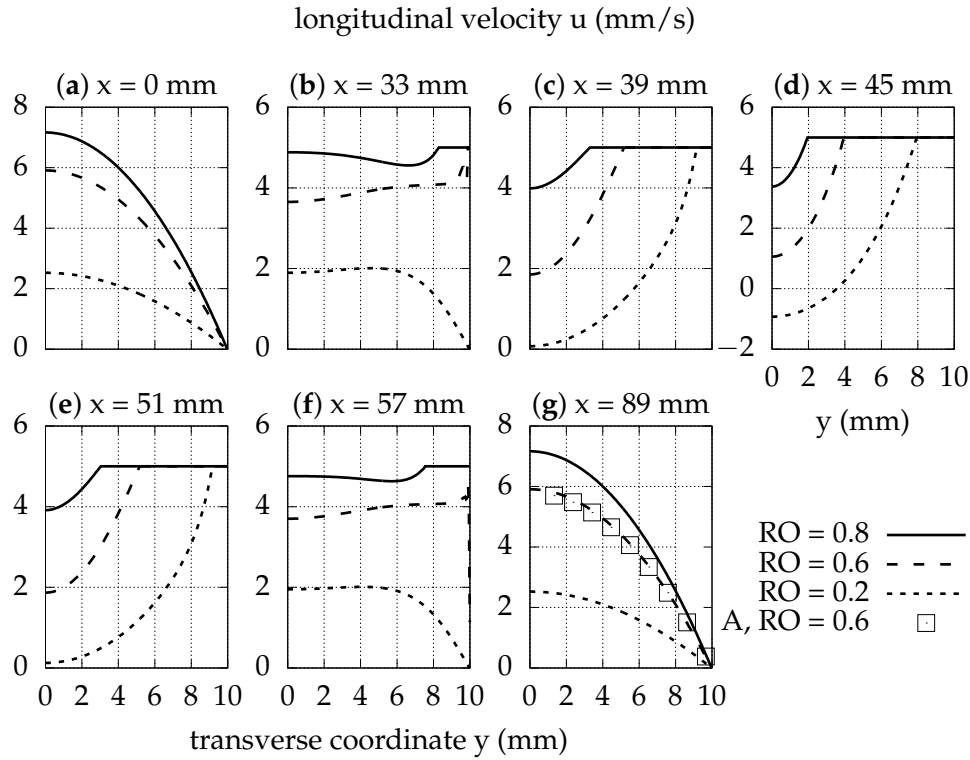 longitudinal velocity u (mm/s)
(a) x = 0 mm
(b) x = 33 mm
(c) x = 39 mm
(d) x = 45 mm
8
6
4
2
0
6
4
2
0
6
4
2
0
6
5
4
3
2
1
0
−2
0 2 4 6 8 10
y (mm)
(e) x = 51 mm
(f) x = 57 mm
(g) x = 89 mm
6
4
2
0
0 2 4 6 8 10
6
4
2
0
0 2 4 6 8 10
8
6
4
2
0
0 2 4 6 8 10
transverse coordinate y (mm)
RO = 0.8
RO = 0.6
RO = 0.2
A, RO = 0.6